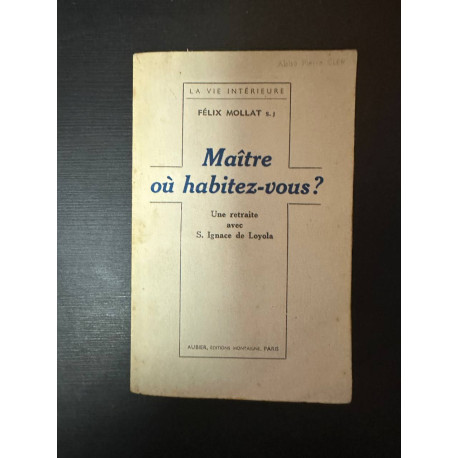 LA VIE INTÉRIEURE
FÉLIX MOLLAT S.J
Maître
où habitez-vous?
Une retraite
avec
S. Ignace de Loyola
AUBIER, ÉDITIONS MONTAIGNE, PARIS